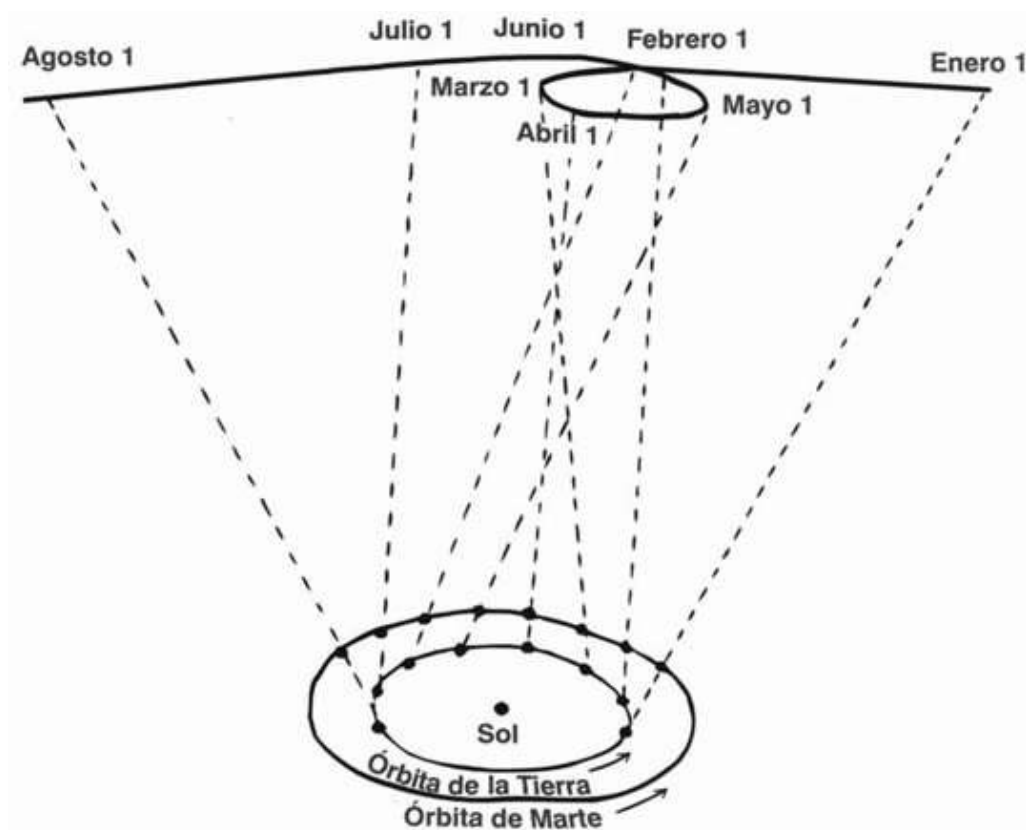 Agosto 1
Julio 1
Junio 1
Febrero 1
Enero 1
Marzo 1
Abril 1
Mayo 1
Sol
Órbita de la Tierra
Órbita de Marte